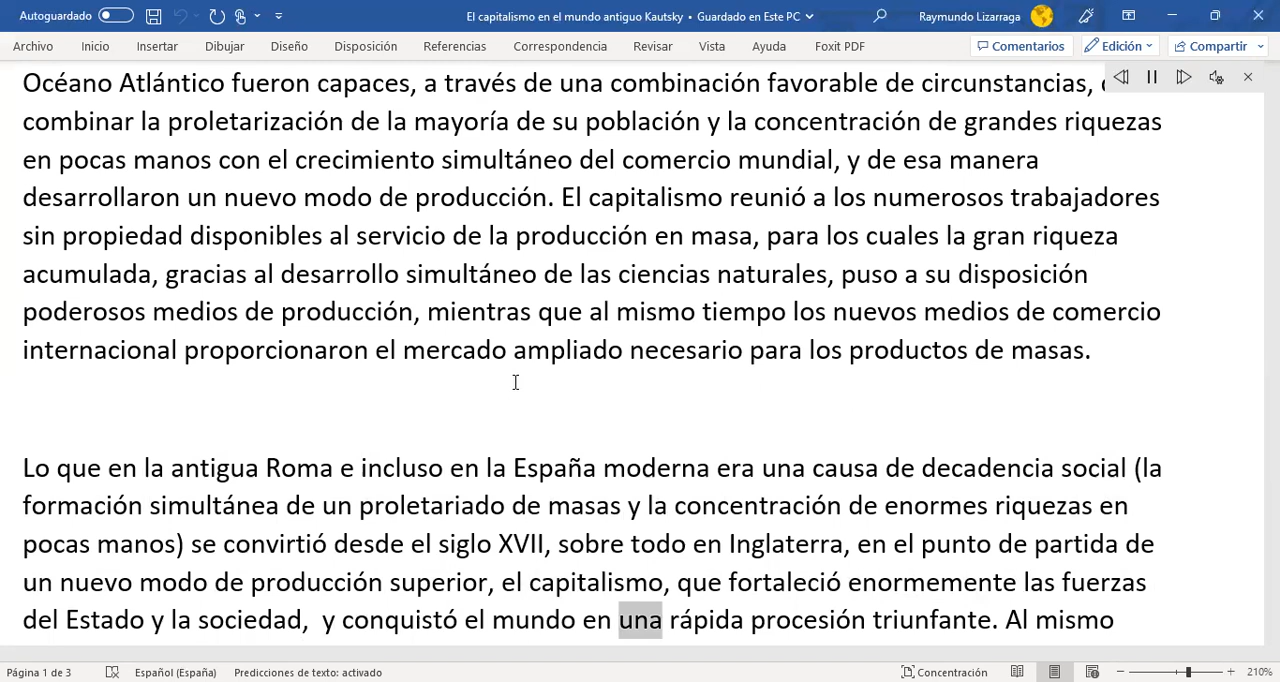 Autoguardado
El capitalismo en el mundo antiguo Kautsky • Guardado en Este PC
Raymundo Lizarraga
Archivo Inicio Insertar Dibujar Diseño Disposición Referencias Correspondencia Revisar Vista Ayuda Foxit PDF Comentarios Edición Compartir
Océano Atlántico fueron capaces, a través de una combinación favorable de circunstancias,
combinar la proletarización de la mayoría de su población y la concentración de grandes riquezas
en pocas manos con el crecimiento simultáneo del comercio mundial, y de esa manera
desarrollaron un nuevo modo de producción. El capitalismo reunió a los numerosos trabajadores
sin propiedad disponibles al servicio de la producción en masa, para los cuales la gran riqueza
acumulada, gracias al desarrollo simultáneo de las ciencias naturales, puso a su disposición
poderosos medios de producción, mientras que al mismo tiempo los nuevos medios de comercio
internacional proporcionaron el mercado ampliado necesario para los productos de masas.
Lo que en la antigua Roma e incluso en la España moderna era una causa de decadencia social (la
formación simultánea de un proletariado de masas y la concentración de enormes riquezas en
pocas manos) se convirtió desde el siglo XVII, sobre todo en Inglaterra, en el punto de partida de
un nuevo modo de producción superior, el capitalismo, que fortaleció enormemente las fuerzas
del Estado y la sociedad,  y conquistó el mundo en una rápida procesión triunfante. Al mismo
Página 1 de 3 Español (España) Predicciones de texto: activado Concentración 210%